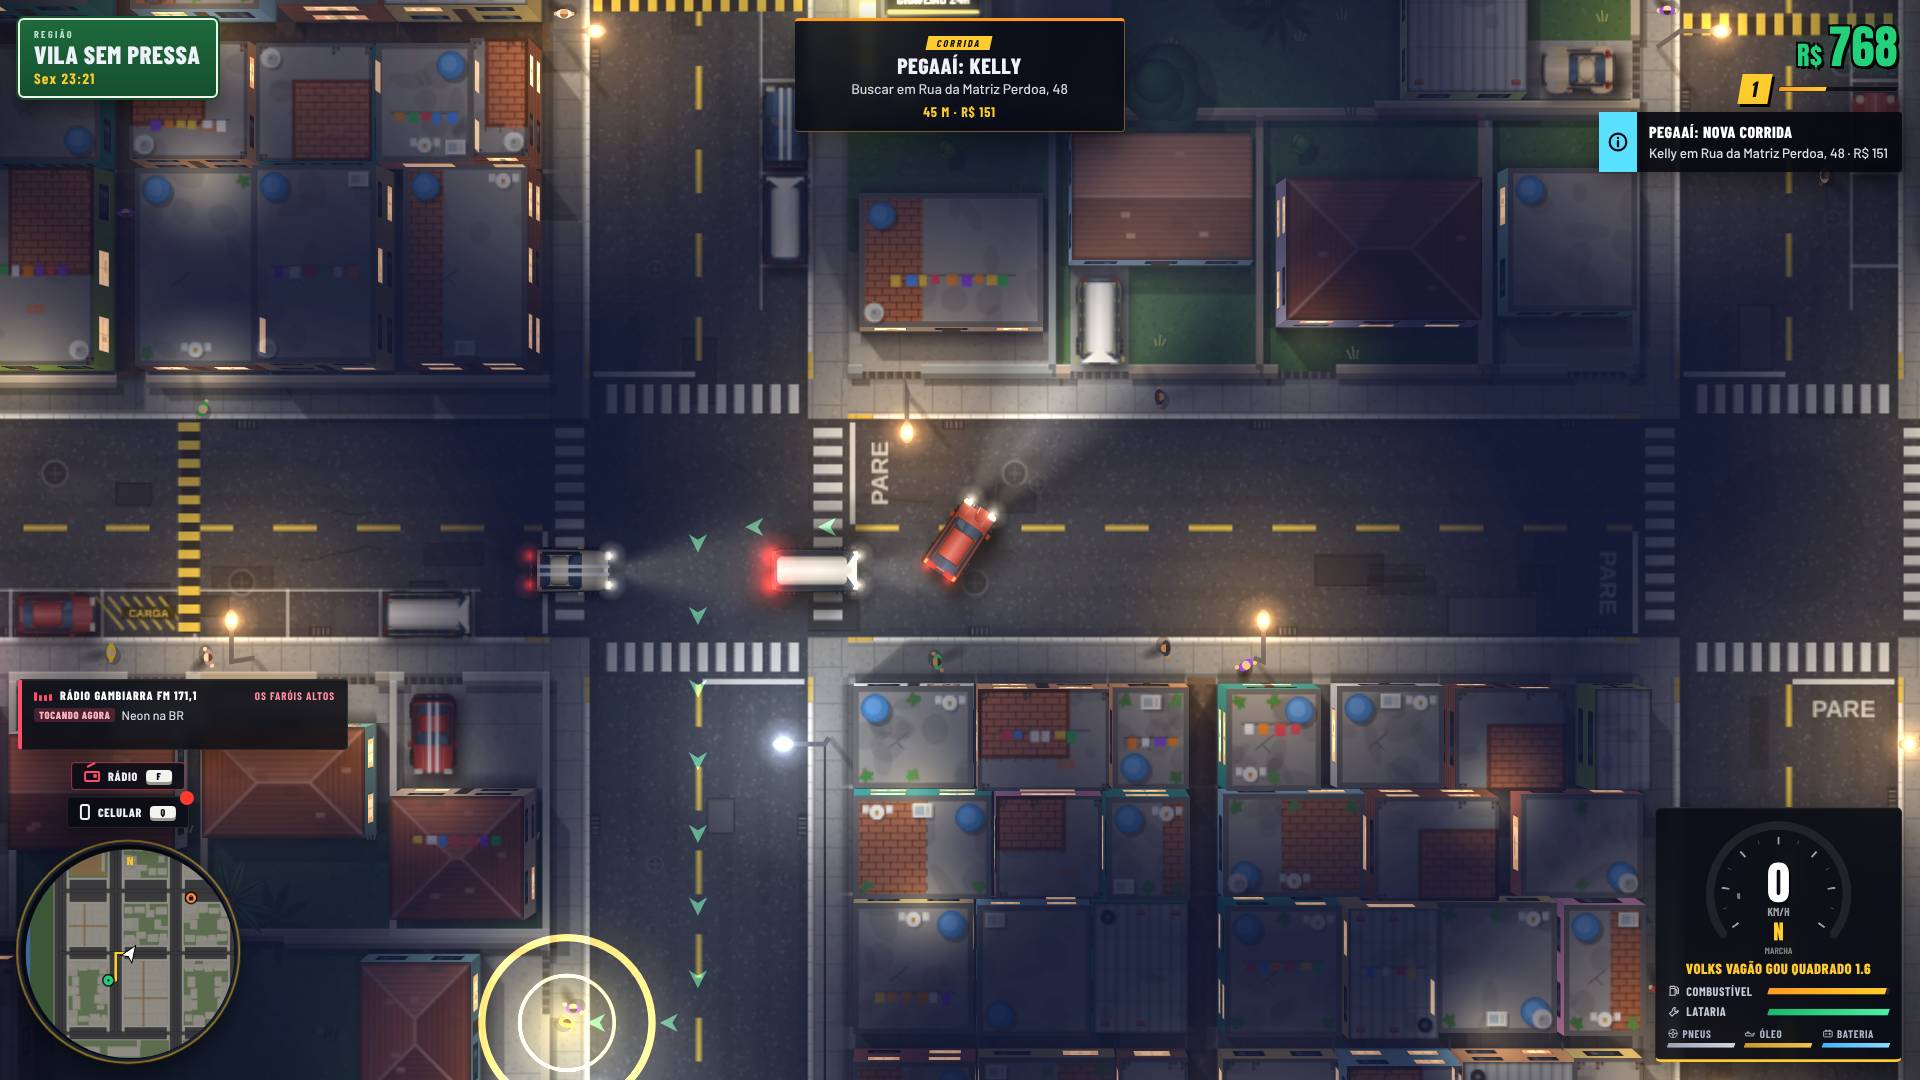 REGIÃO
VILA SEM PRESSA
Sex 23:21
CORRIDA
PEGAAÍ: KELLY
Buscar em Rua da Matriz Perdoa, 48
45 M · R$ 151
R$ 768
1
PEGAAÍ: NOVA CORRIDA
Kelly em Rua da Matriz Perdoa, 48 · R$ 151
PARE
PARE
CARGA
PARE
RÁDIO GAMBIARRA FM 171,1
OS FARÓIS ALTOS
TOCANDO AGORA Neon na BR
RÁDIO F
CELULAR Q
N
0
KM/H
N
MARCHA
VOLKS VAGÃO GOU QUADRADO 1.6
COMBUSTÍVEL
LATARIA
PNEUS
ÓLEO
BATERIA